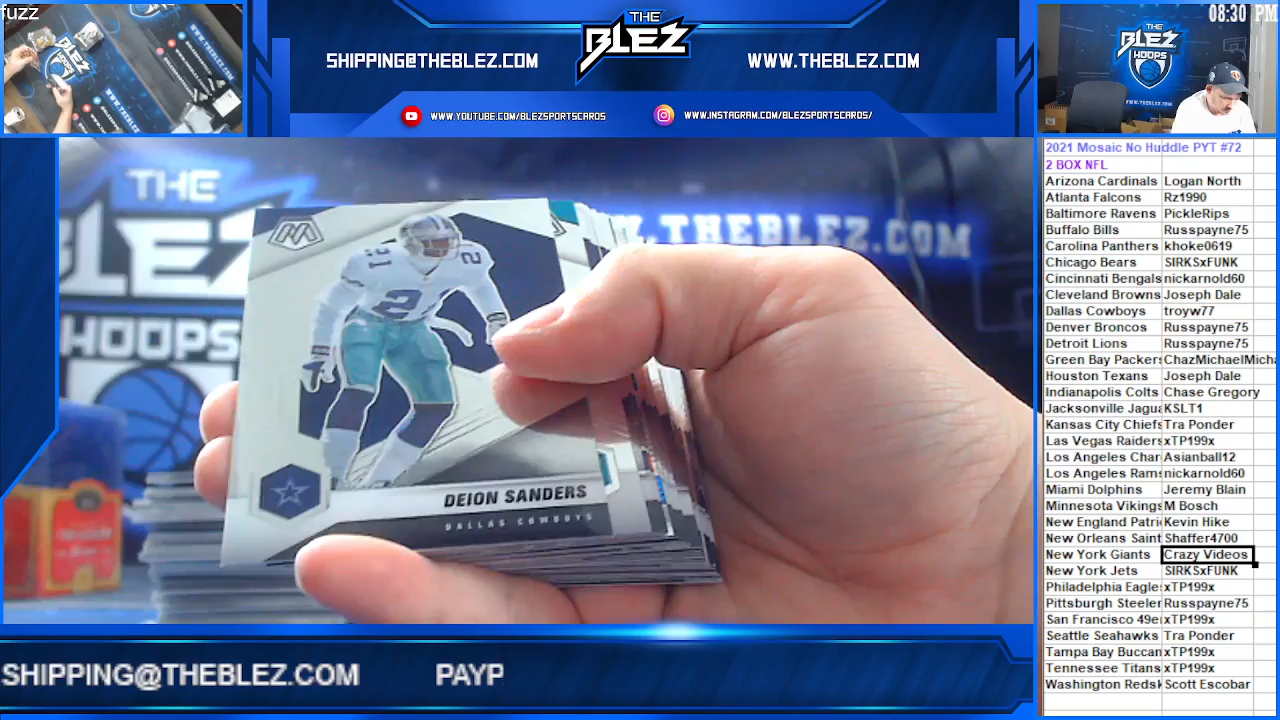 fuzz
THE
BLEZ
SHIPPING@THEBLEZ.COM
WWW.THEBLEZ.COM
WWW.YOUTUBE.COM/BLEZSPORTSCARDS
WWW.INSTAGRAM.COM/BLEZSPORTSCARDS/
08:30 PM
THE
BLEZ
HOOPS
THE
WWW.THEBLEZ.COM
HOOPS
21
2
21
DEION SANDERS
DALLAS COWBOYS
2021 Mosaic No Huddle PYT #72
2 BOX NFL
Arizona Cardinals Logan North
Atlanta Falcons Rz1990
Baltimore Ravens PickleRips
Buffalo Bills Russpayne75
Carolina Panthers khoke0619
Chicago Bears SIRKSxFUNK
Cincinnati Bengals nickarnold60
Cleveland Browns Joseph Dale
Dallas Cowboys troyw77
Denver Broncos Russpayne75
Detroit Lions Russpayne75
Green Bay Packers ChazMichaelMicha
Houston Texans Joseph Dale
Indianapolis Colts Chase Gregory
Jacksonville Jagua KSLT1
Kansas City Chiefs Tra Ponder
Las Vegas Raiders xTP199x
Los Angeles Char Asianball12
Los Angeles Rams nickarnold60
Miami Dolphins Jeremy Blain
Minnesota Vikings M Bosch
New England Patri Kevin Hike
New Orleans Saint Shaffer4700
New York Giants Crazy Videos
New York Jets SIRKSxFUNK
Philadelphia Eagle xTP199x
Pittsburgh Steeler Russpayne75
San Francisco 49e xTP199x
Seattle Seahawks Tra Ponder
Tampa Bay Buccan xTP199x
Tennessee Titans xTP199x
Washington Redsk Scott Escobar
SHIPPING@THEBLEZ.COM PAYP